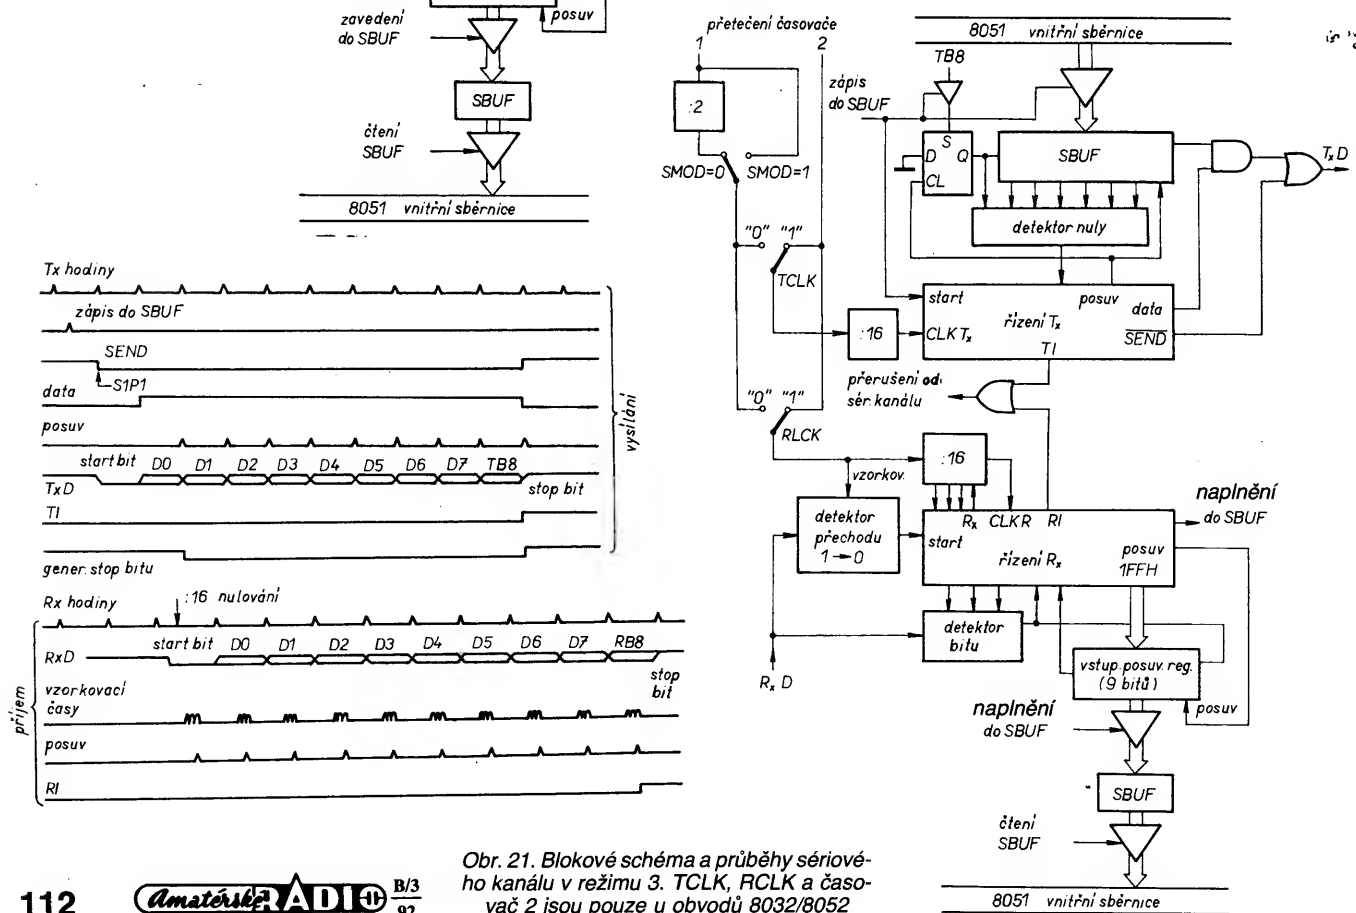 zavedení
do SBUF
posuv
SBUF
čtení
SBUF
8051 vnitřní sběrnice
přetečení časovače
1
2
:2
SMOD=0
SMOD=1
"0" "1"
TCLK
:16
"0" "1"
RLCK
8051 vnitřní sběrnice
TB8
zápis
do SBUF
S
D
Q
CL
SBUF
TxD
detektor nuly
start
posuv
data
řízení Tx
CLK Tx
SEND
TI
přerušení od
sér. kanálu
:16
vzorkov.
detektor
přechodu
1→0
Rx
CLK R
RI
start
řízení Rx
posuv
1FFH
naplnění
do SBUF
detektor
bitu
RxD
vstup. posuv. reg.
(9 bitů)
posuv
naplnění
do SBUF
SBUF
čtení
SBUF
8051 vnitřní sběrnice
Tx hodiny
zápis do SBUF
SEND
S1P1
data
posuv
start bit D0 D1 D2 D3 D4 D5 D6 D7 TB8
TxD
stop bit
TI
gener. stop bitu
vysílání
Rx hodiny
:16 nulování
start bit D0 D1 D2 D3 D4 D5 D6 D7 RB8
RxD
stop
bit
vzorkovací
časy
posuv
RI
příjem
Obr. 21. Blokové schéma a průběhy sériové-
ho kanálu v režimu 3. TCLK, RCLK a časo-
vač 2 jsou pouze u obvodů 8032/8052
112
Amatérské RADIO
B/3
92